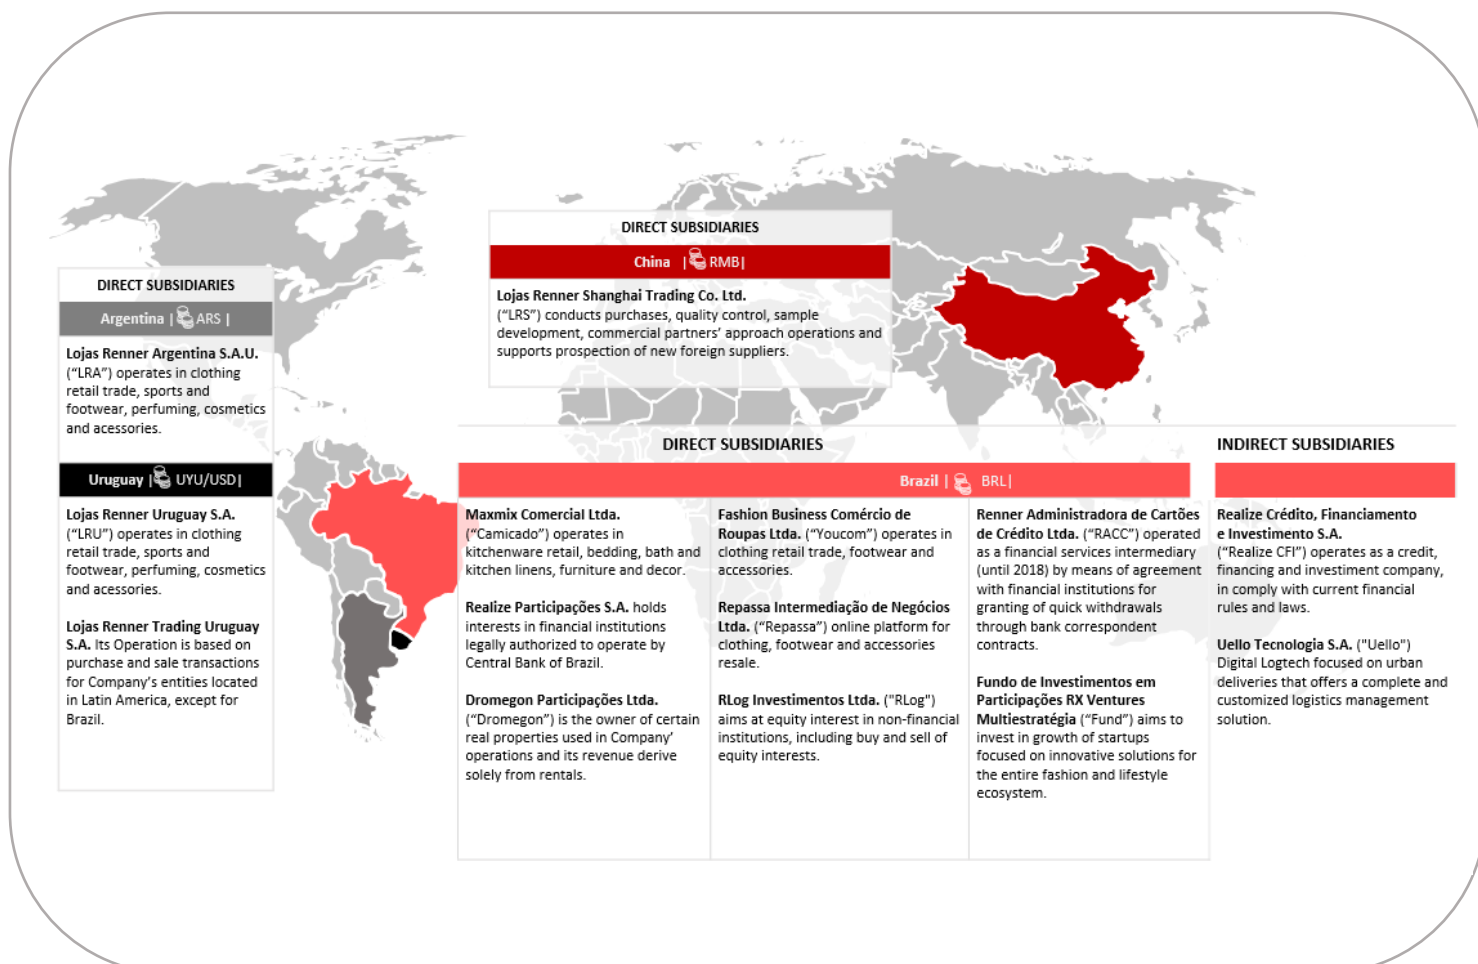 DIRECT SUBSIDIARIES
Argentina | ARS |
Lojas Renner Argentina S.A.U.
(“LRA”) operates in clothing
retail trade, sports and
footwear, perfuming, cosmetics
and acessories.
Uruguay | UYU/USD|
Lojas Renner Uruguay S.A.
(“LRU”) operates in clothing
retail trade, sports and
footwear, perfuming, cosmetics
and acessories.
Lojas Renner Trading Uruguay
S.A. Its Operation is based on
purchase and sale transactions
for Company’s entities located
in Latin America, except for
Brazil.
DIRECT SUBSIDIARIES
China | RMB|
Lojas Renner Shanghai Trading Co. Ltd.
(“LRS”) conducts purchases, quality control, sample
development, commercial partners’ approach operations and
supports prospection of new foreign suppliers.
DIRECT SUBSIDIARIES
Brazil | BRL|
Maxmix Comercial Ltda.
(“Camicado”) operates in
kitchenware retail, bedding, bath and
kitchen linens, furniture and decor.
Realize Participações S.A. holds
interests in financial institutions
legally authorized to operate by
Central Bank of Brazil.
Dromegon Participações Ltda.
(“Dromegon”) is the owner of certain
real properties used in Company’
operations and its revenue derive
solely from rentals.
Fashion Business Comércio de
Roupas Ltda. (“Youcom”) operates in
clothing retail trade, footwear and
accessories.
Repassa Intermediação de Negócios
Ltda. (“Repassa”) online platform for
clothing, footwear and accessories
resale.
RLog Investimentos Ltda. ("RLog")
aims at equity interest in non-financial
institutions, including buy and sell of
equity interests.
Renner Administradora de Cartões
de Crédito Ltda. (“RACC”) operated
as a financial services intermediary
(until 2018) by means of agreement
with financial institutions for
granting of quick withdrawals
through bank correspondent
contracts.
Fundo de Investimentos em
Participações RX Ventures
Multiestratégia (“Fund”) aims to
invest in growth of startups
focused on innovative solutions for
the entire fashion and lifestyle
ecosystem.
INDIRECT SUBSIDIARIES
Realize Crédito, Financiamento
e Investimento S.A.
(“Realize CFI”) operates as a credit,
financing and investiment company,
in comply with current financial
rules and laws.
Uello Tecnologia S.A. ("Uello")
Digital Logtech focused on urban
deliveries that offers a complete and
customized logistics management
solution.